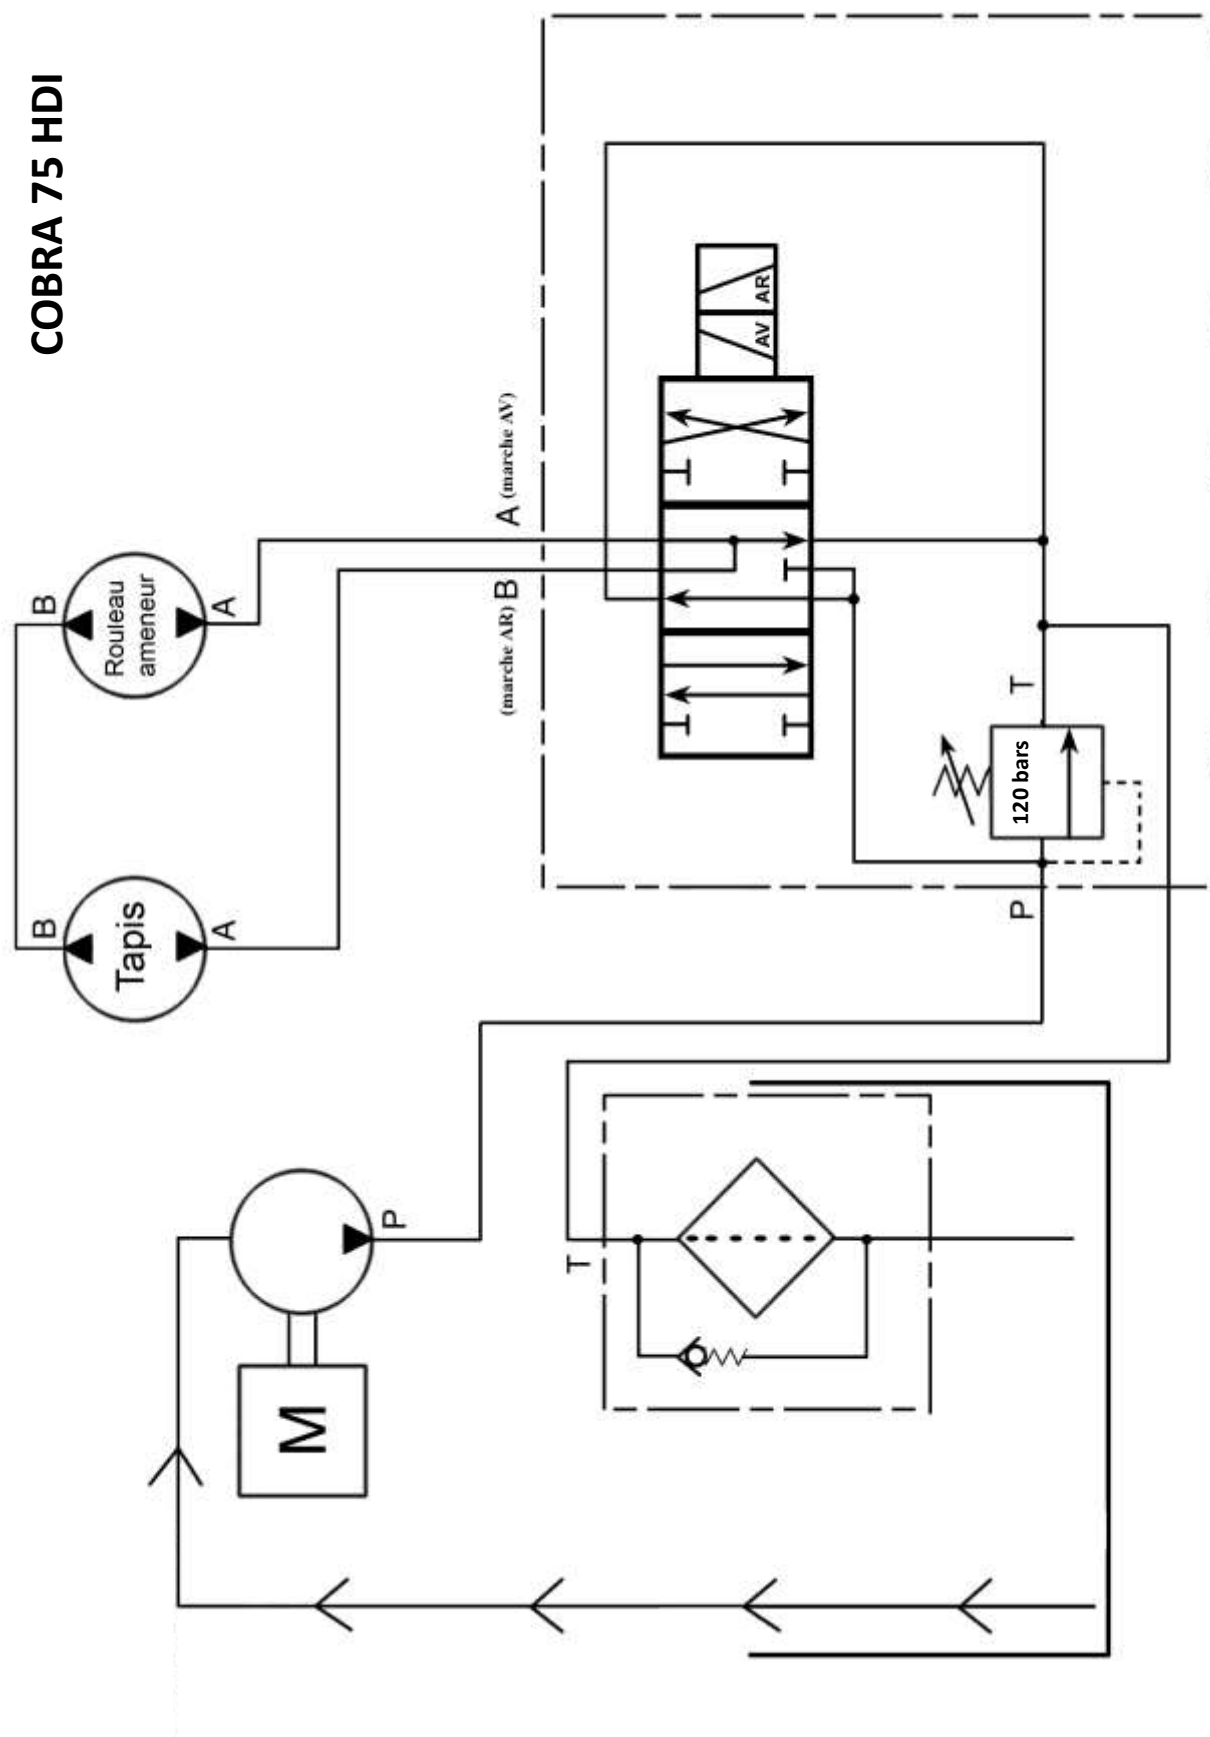 COBRA 75 HDI
B
Rouleau
ameneur
A
B
Tapis
A
A (marche AV)
(marche AR) B
AV
AR
T
120 bars
P
M
P
T